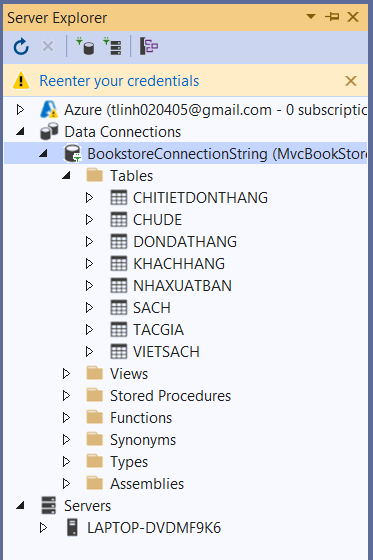 Server Explorer
Reenter your credentials
Azure (tlinh020405@gmail.com - 0 subscriptic
Data Connections
BookstoreConnectionString (MvcBookStore
Tables
CHITIETDONTHANG
CHUDE
DONDATHANG
KHACHHANG
NHAXUATBAN
SACH
TACGIA
VIETSACH
Views
Stored Procedures
Functions
Synonyms
Types
Assemblies
Servers
LAPTOP-DVDMF9K6